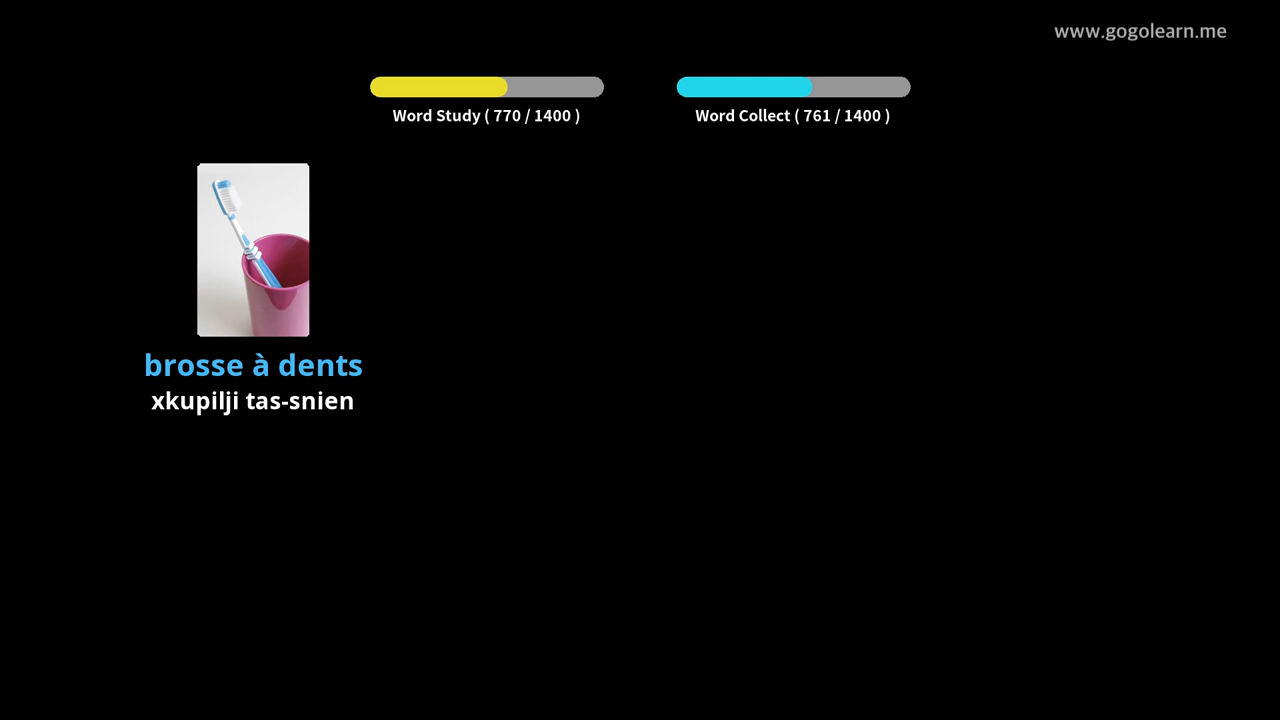 www.gogolearn.me
Word Study ( 770 / 1400 )
Word Collect ( 761 / 1400 )
brosse à dents
xkupilji tas-snien